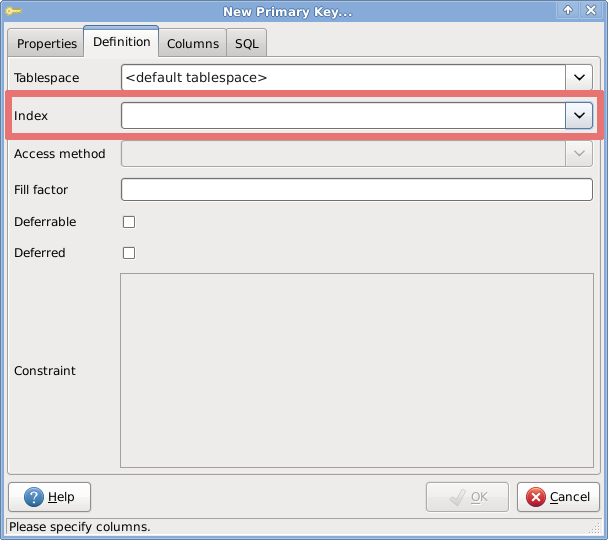 New Primary Key...
Properties Definition Columns SQL
Tablespace <default tablespace>
Index
Access method
Fill factor
Deferrable
Deferred
Constraint
Help OK Cancel
Please specify columns.